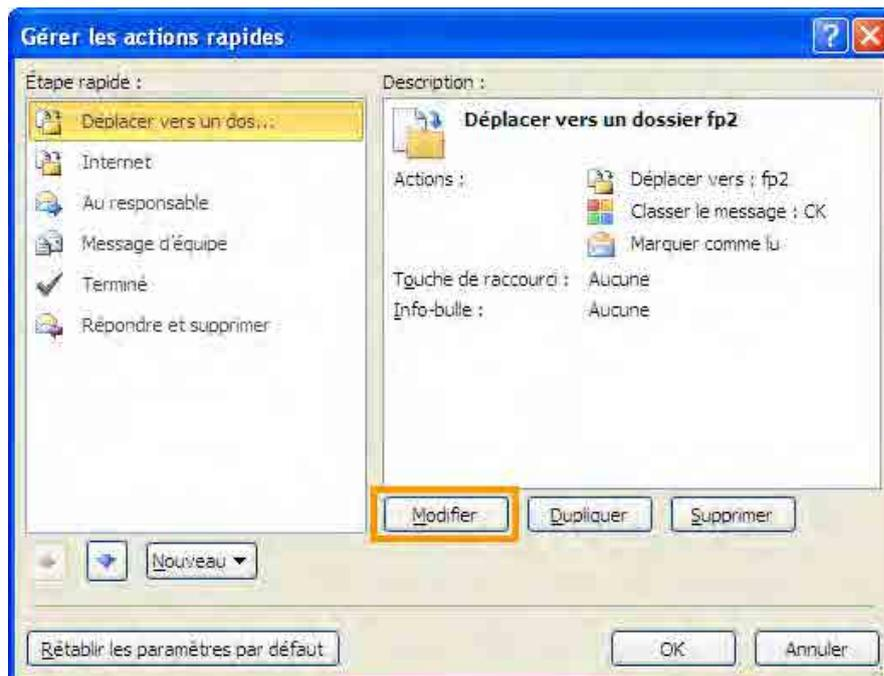 Gérer les actions rapides
Étape rapide :
Déplacer vers un dos...
Internet
Au responsable
Message d'équipe
Terminé
Répondre et supprimer
Nouveau
Description :
Déplacer vers un dossier fp2
Actions :
Déplacer vers : fp2
Classer le message : CK
Marquer comme lu
Touche de raccourci : Aucune
Info-bulle : Aucune
Modifier Dupliquer Supprimer
Rétablir les paramètres par défaut OK Annuler